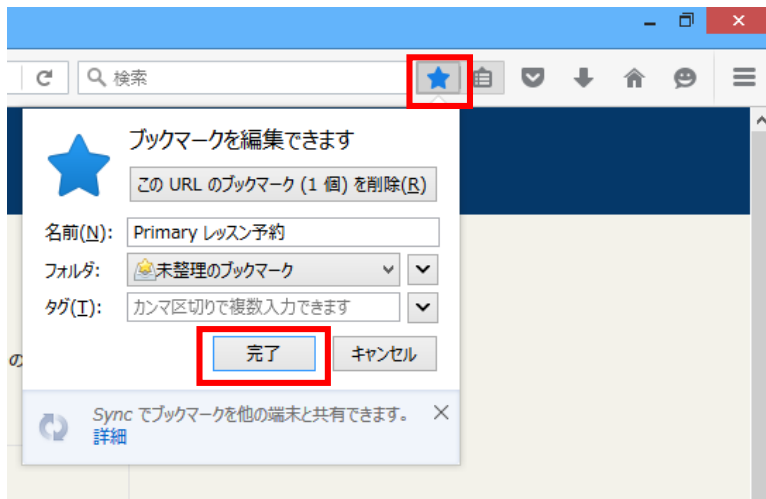 検索
ブックマークを編集できます
この URL のブックマーク (1 個) を削除(R)
名前(N): Primary レッスン予約
フォルダ: 未整理のブックマーク
タグ(T): カンマ区切りで複数入力できます
完了 キャンセル
の
Sync でブックマークを他の端末と共有できます。
詳細